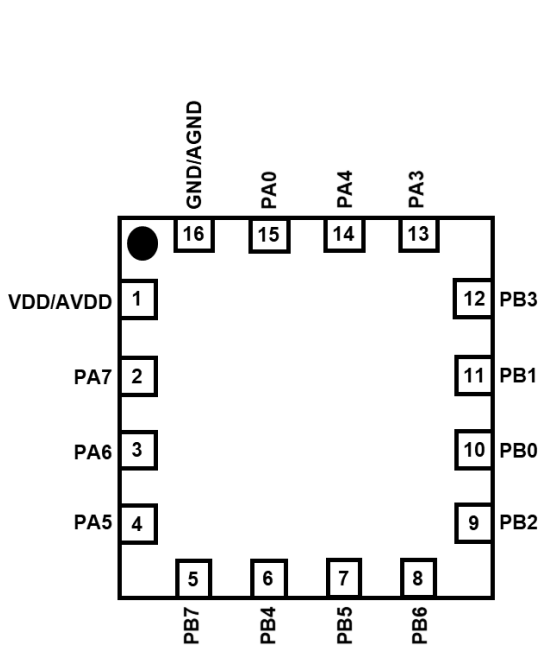 GND/AGND PA0 PA4 PA3
16 15 14 13
VDD/AVDD 1 12 PB3
PA7 2 11 PB1
PA6 3 10 PB0
PA5 4 9 PB2
5 6 7 8
PB7 PB4 PB5 PB6